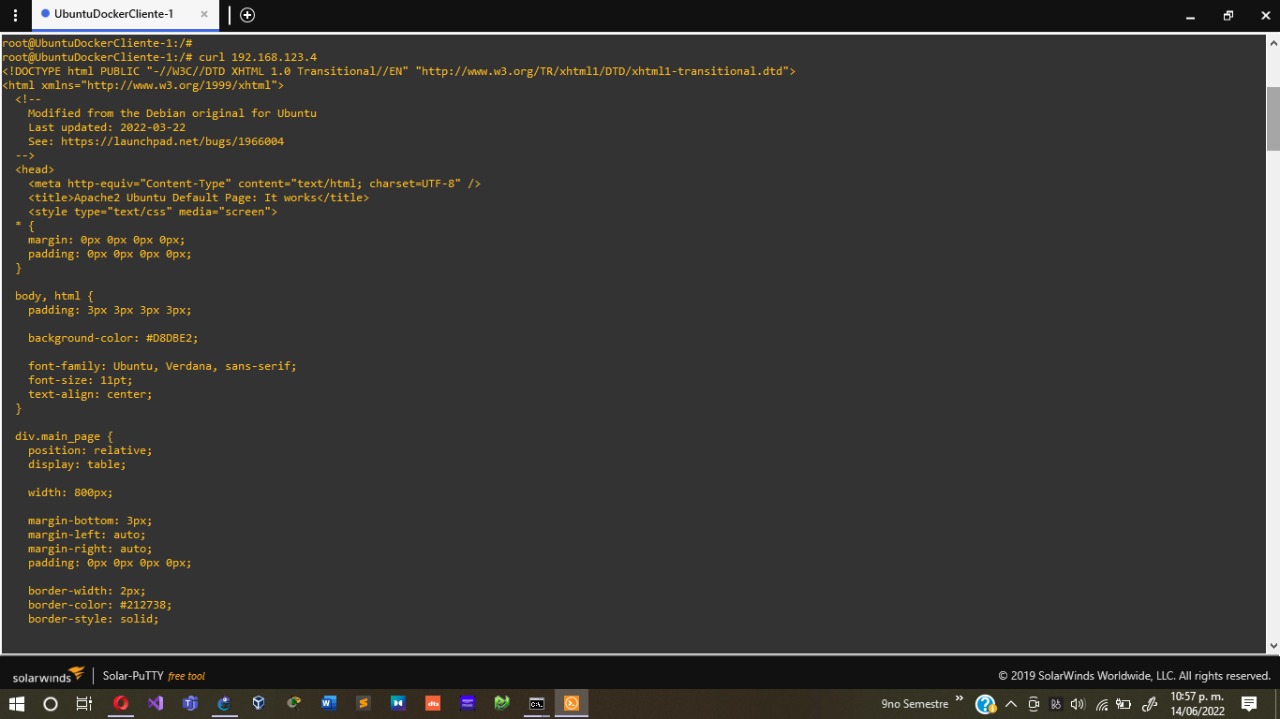 UbuntuDockerCliente-1
root@UbuntuDockerCliente-1:/#
root@UbuntuDockerCliente-1:/# curl 192.168.123.4
<!DOCTYPE html PUBLIC "-//W3C//DTD XHTML 1.0 Transitional//EN" "http://www.w3.org/TR/xhtml1/DTD/xhtml1-transitional.dtd">
<html xmlns="http://www.w3.org/1999/xhtml">
  <!--
    Modified from the Debian original for Ubuntu
    Last updated: 2022-03-22
    See: https://launchpad.net/bugs/1966004
  -->
  <head>
    <meta http-equiv="Content-Type" content="text/html; charset=UTF-8" />
    <title>Apache2 Ubuntu Default Page: It works</title>
    <style type="text/css" media="screen">
  * {
    margin: 0px 0px 0px 0px;
    padding: 0px 0px 0px 0px;
  }
  body, html {
    padding: 3px 3px 3px 3px;
    background-color: #D8DBE2;
    font-family: Ubuntu, Verdana, sans-serif;
    font-size: 11pt;
    text-align: center;
  }
  div.main_page {
    position: relative;
    display: table;
    width: 800px;
    margin-bottom: 3px;
    margin-left: auto;
    margin-right: auto;
    padding: 0px 0px 0px 0px;
    border-width: 2px;
    border-color: #212738;
    border-style: solid;
solarwinds Solar-PuTTY free tool
© 2019 SolarWinds Worldwide, LLC. All rights reserved.
9no Semestre
10:57 p. m.
14/06/2022